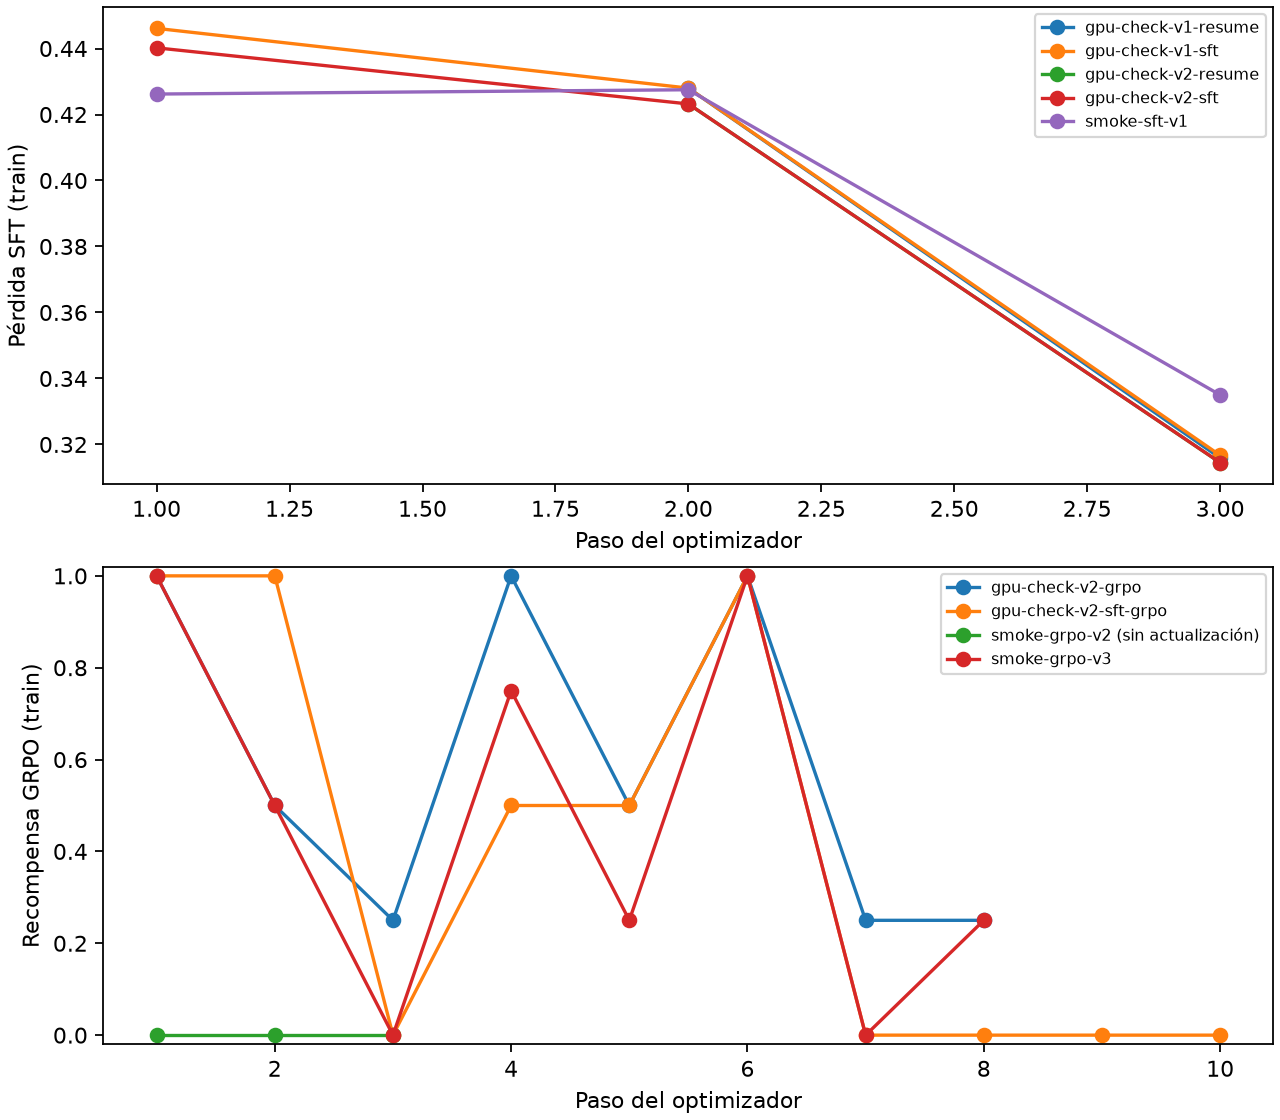 Pérdida SFT (train)
0.44
0.42
0.40
0.38
0.36
0.34
0.32
gpu-check-v1-resume
gpu-check-v1-sft
gpu-check-v2-resume
gpu-check-v2-sft
smoke-sft-v1
1.00 1.25 1.50 1.75 2.00 2.25 2.50 2.75 3.00
Paso del optimizador
Recompensa GRPO (train)
1.0
0.8
0.6
0.4
0.2
0.0
gpu-check-v2-grpo
gpu-check-v2-sft-grpo
smoke-grpo-v2 (sin actualización)
smoke-grpo-v3
2 4 6 8 10
Paso del optimizador